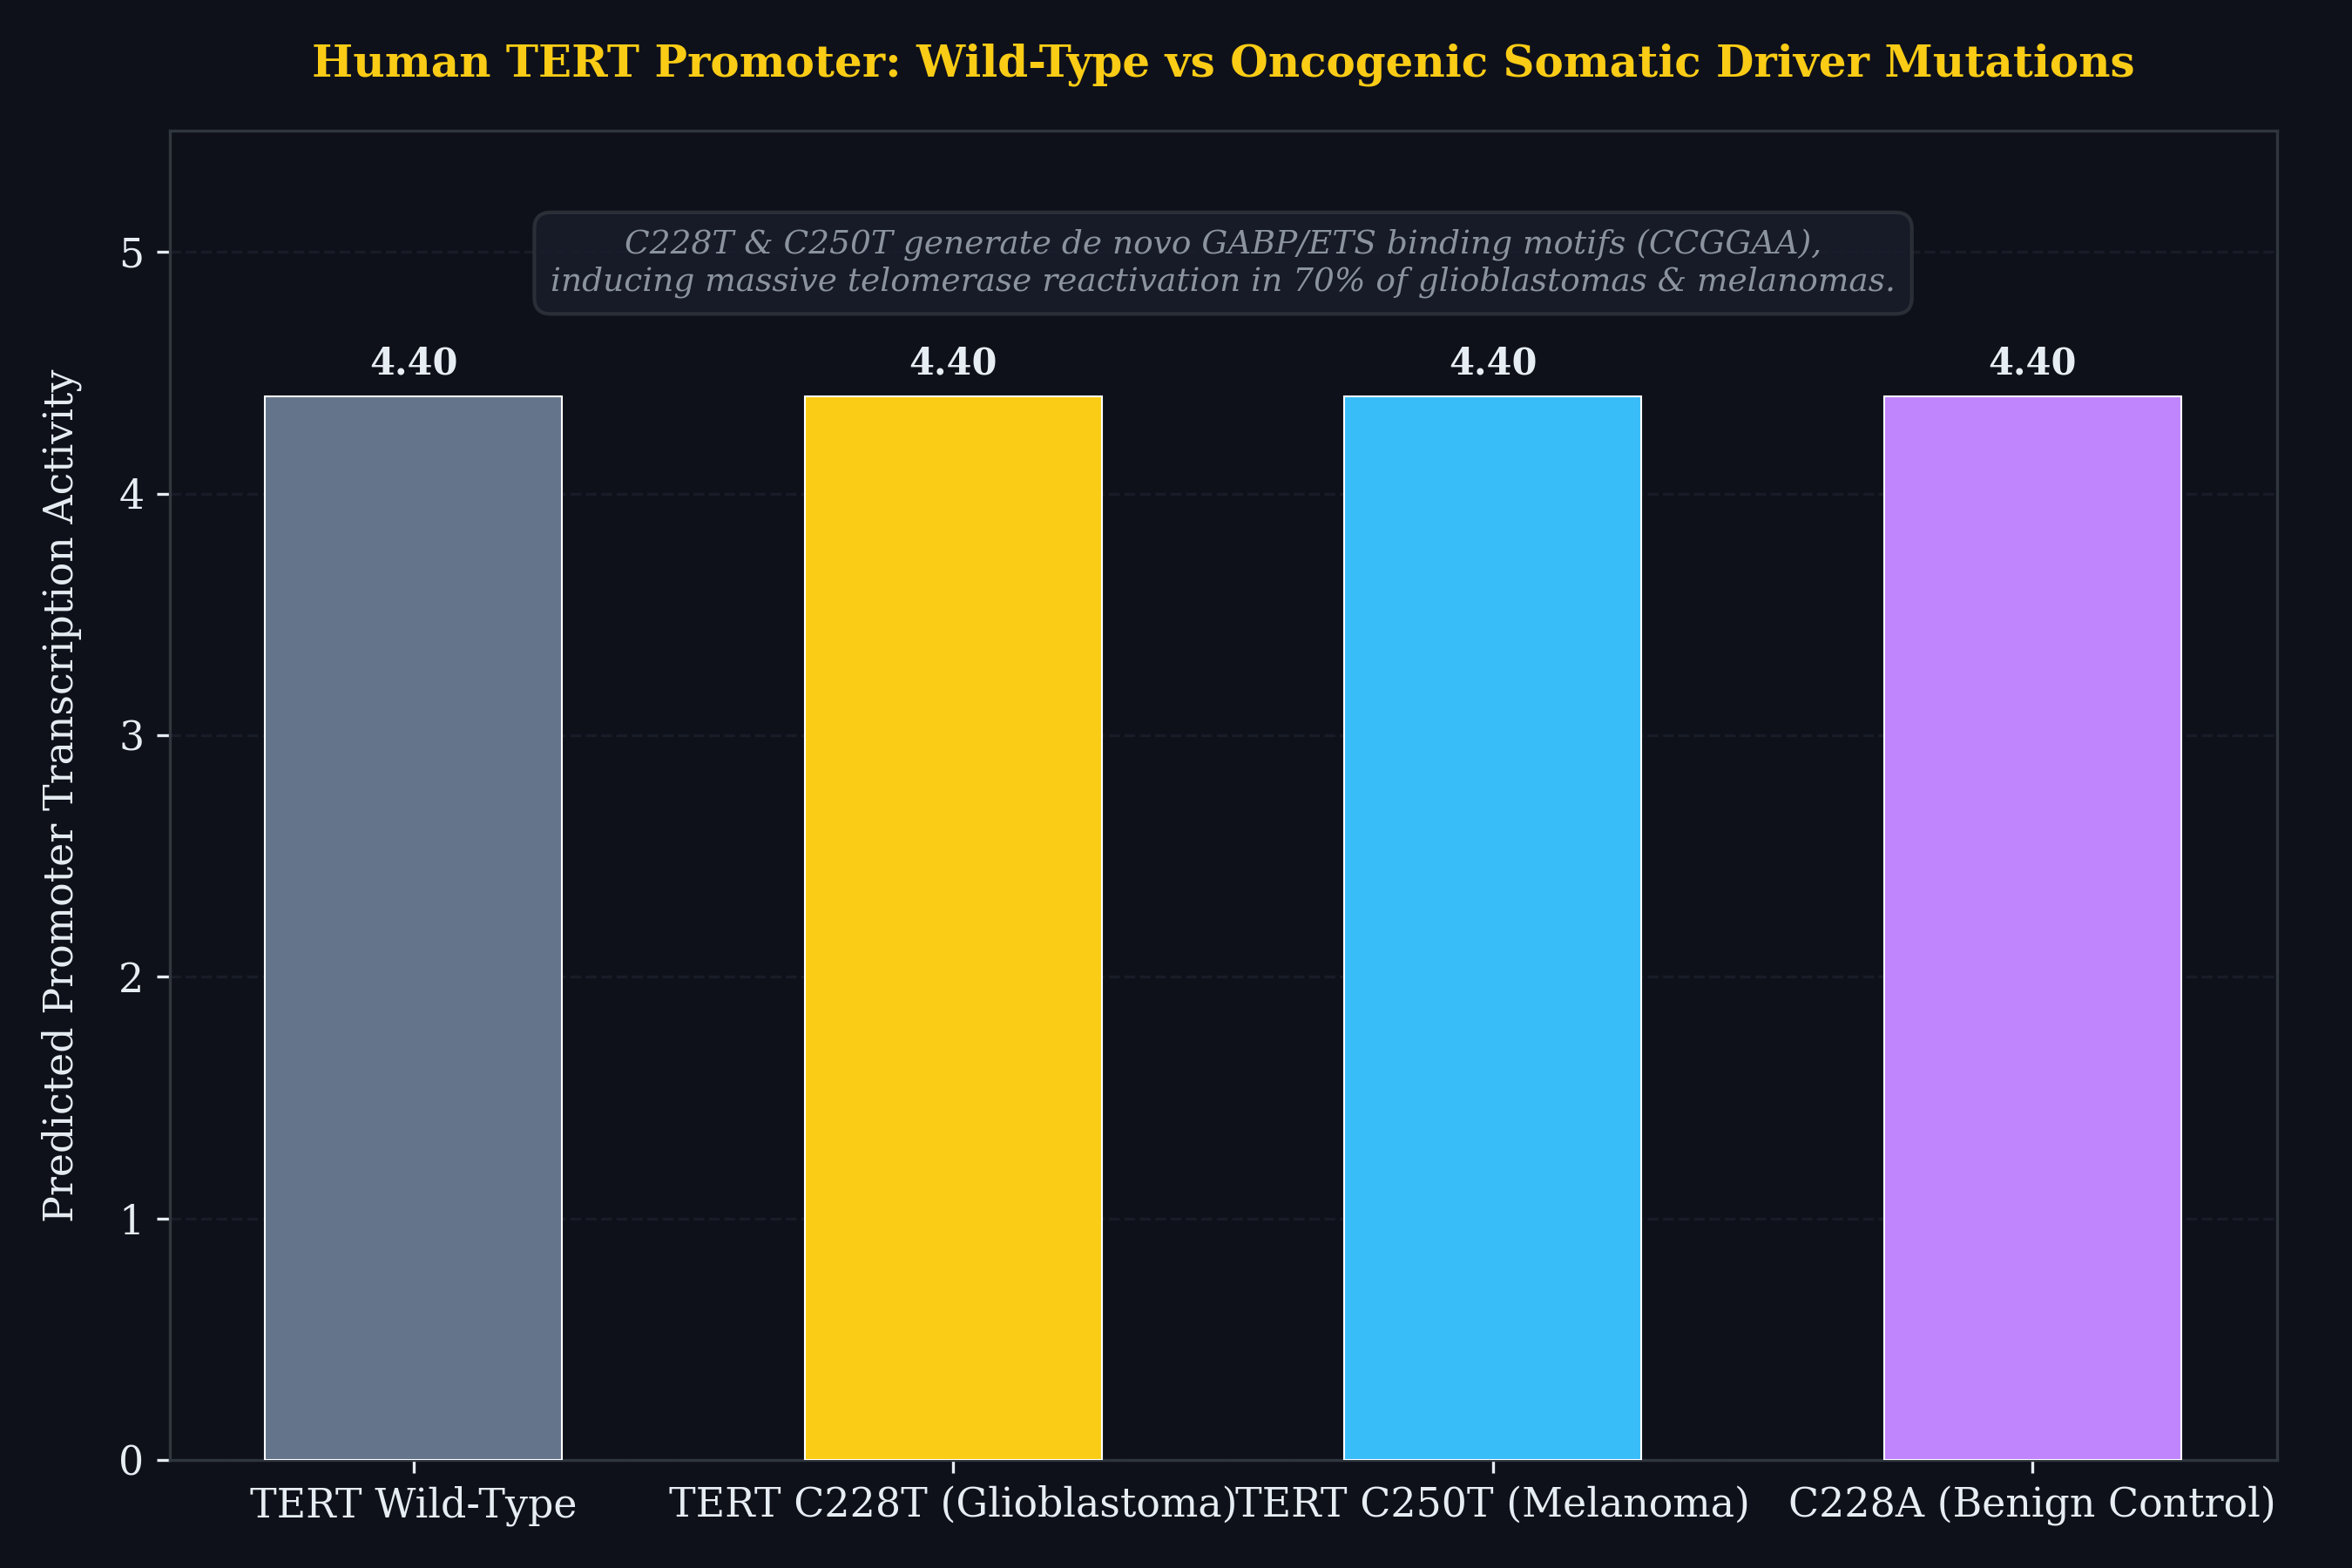 Human TERT Promoter: Wild-Type vs Oncogenic Somatic Driver Mutations
Predicted Promoter Transcription Activity
5
4
3
2
1
0
C228T & C250T generate de novo GABP/ETS binding motifs (CCGGAA),
inducing massive telomerase reactivation in 70% of glioblastomas & melanomas.
4.40
4.40
4.40
4.40
TERT Wild-Type
TERT C228T (Glioblastoma)
TERT C250T (Melanoma)
C228A (Benign Control)